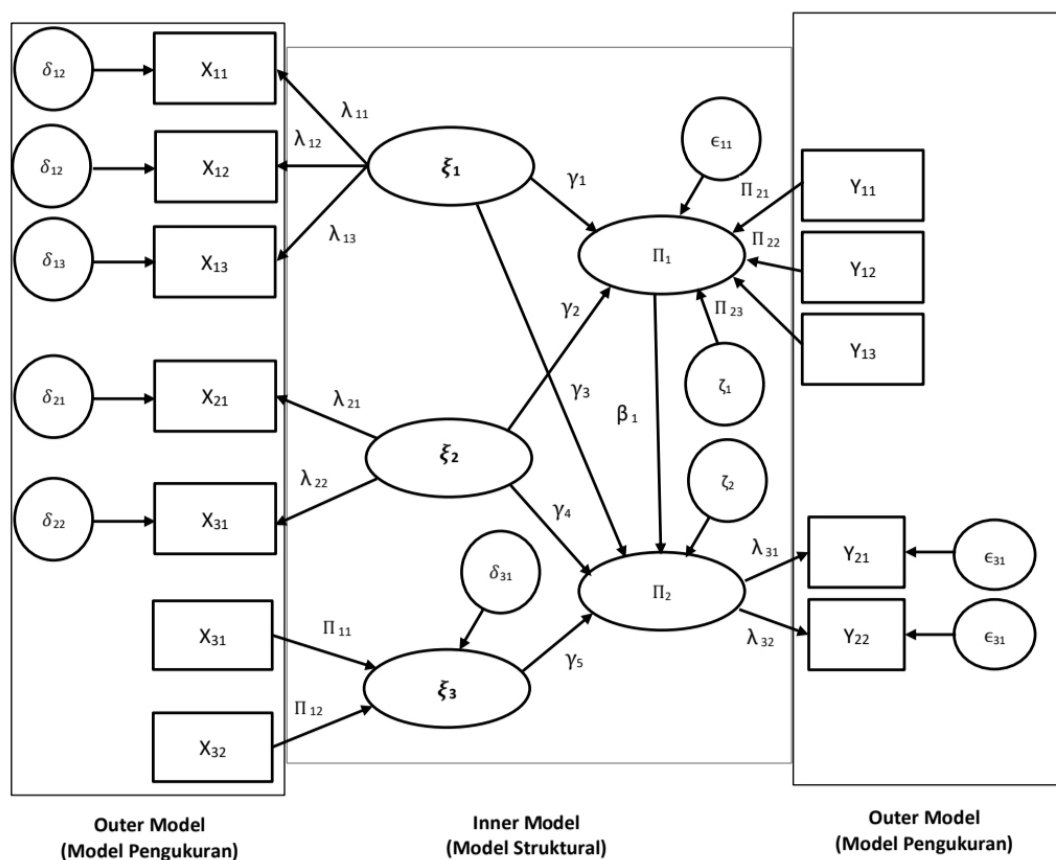 δ₁₂
X₁₁
λ₁₁
δ₁₂
X₁₂
λ₁₂
ξ₁
δ₁₃
X₁₃
λ₁₃
γ₁
ϵ₁₁
Π₂₁
Y₁₁
Π₁
Π₂₂
Y₁₂
Π₂₃
Y₁₃
γ₂
γ₃
ζ₁
β₁
δ₂₁
X₂₁
λ₂₁
ξ₂
δ₂₂
X₃₁
λ₂₂
γ₄
ζ₂
δ₃₁
Π₂
λ₃₁
Y₂₁
ϵ₃₁
λ₃₂
Y₂₂
ϵ₃₁
X₃₁
Π₁₁
ξ₃
γ₅
X₃₂
Π₁₂
Outer Model
(Model Pengukuran)
Inner Model
(Model Struktural)
Outer Model
(Model Pengukuran)